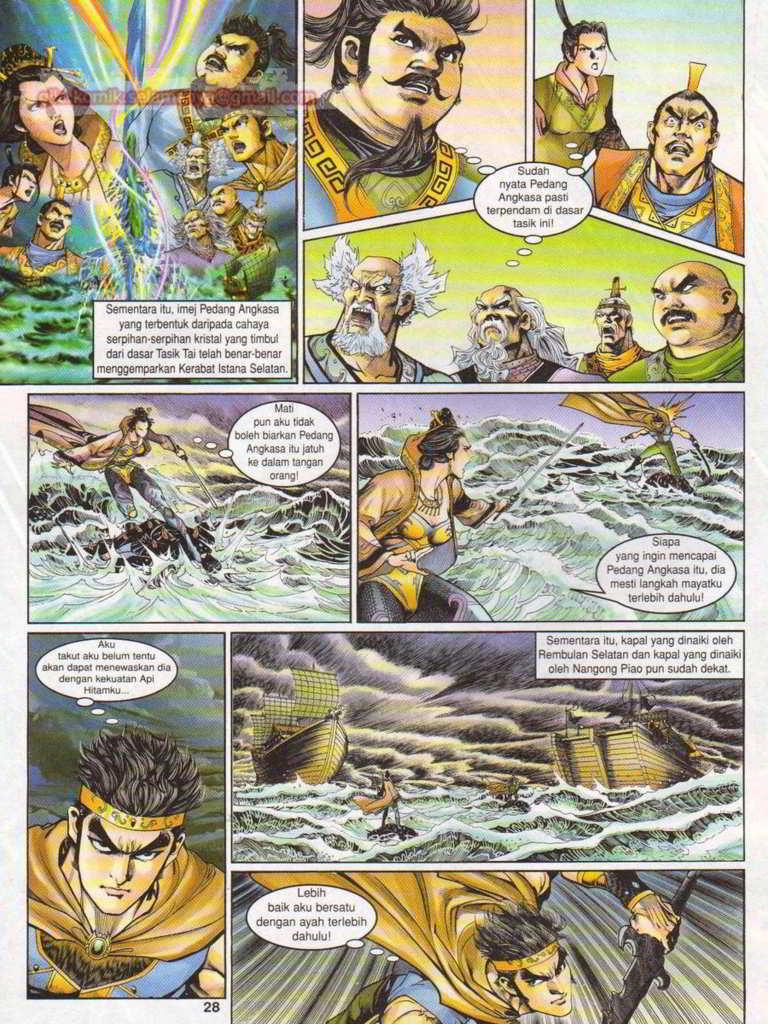 Sudah
nyata Pedang
Angkasa pasti
terpendam di dasar
tasik ini!
Sementara itu, imej Pedang Angkasa
yang terbentuk daripada cahaya
serpihan-serpihan kristal yang timbul
dari dasar Tasik Tai telah benar-benar
menggemparkan Kerabat Istana Selatan.
Mati
pun aku tidak
boleh biarkan Pedang
Angkasa itu jatuh
ke dalam tangan
orang!
Siapa
yang ingin mencapai
Pedang Angkasa itu, dia
mesti langkah mayatku
terlebih dahulu!
Aku
takut aku belum tentu
akan dapat menewaskan dia
dengan kekuatan Api
Hitamku...
Sementara itu, kapal yang dinaiki oleh
Rembulan Selatan dan kapal yang dinaiki
oleh Nangong Piao pun sudah dekat.
Lebih
baik aku bersatu
dengan ayah terlebih
dahulu!
28